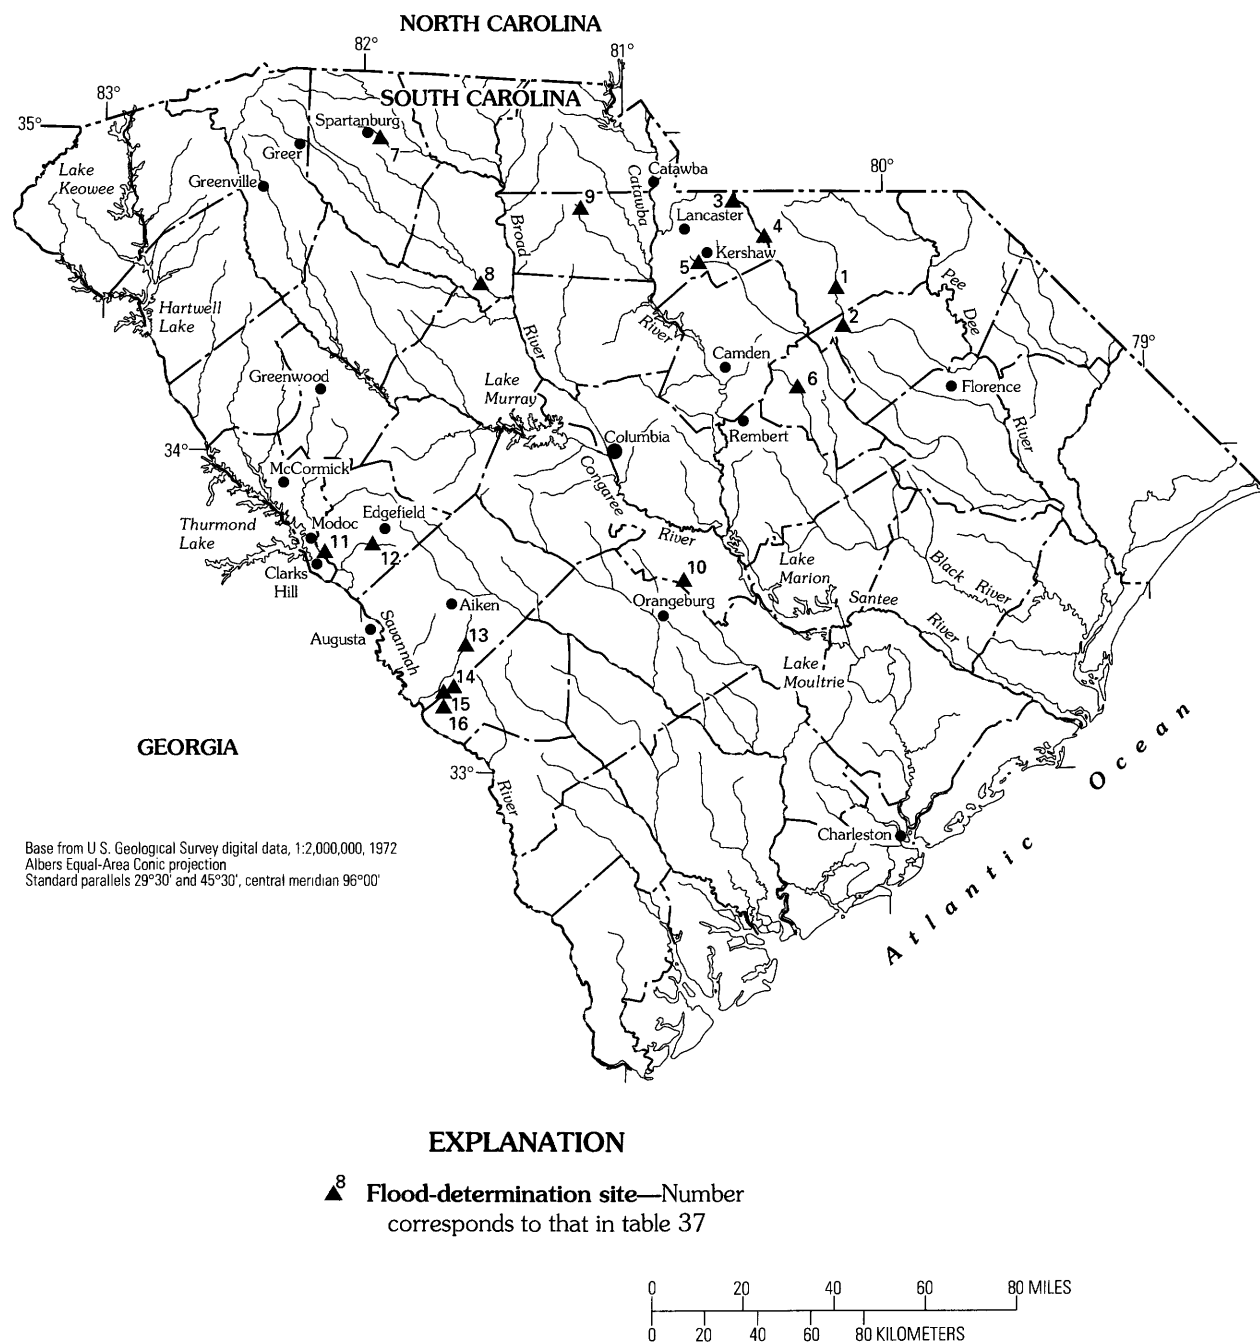 NORTH CAROLINA
82°
81°
83°
SOUTH CAROLINA
35°
Spartanburg
7
Greer
Lake
Keowee
Greenville
Catawba
80°
Catawba
9
3
Lancaster
Broad
4
Kershaw
5
8
1
Pee
Dee
Hartwell
Lake
River
2
River
79°
Camden
Greenwood
Lake
Murray
6
Florence
Rembert
River
Columbia
34°
McCormick
Congaree
Thurmond
Lake
Modoc
Edgefield
11
12
River
Clarks
Hill
10
Lake
Marion
Black River
Aiken
Orangeburg
Santee
River
Augusta
Savannah
13
Lake
Moultrie
14
15
16
GEORGIA
33°
River
Charleston
Atlantic Ocean
Base from U S. Geological Survey digital data, 1:2,000,000, 1972
Albers Equal-Area Conic projection
Standard parallels 29°30' and 45°30', central meridian 96°00'
EXPLANATION
8 Flood-determination site—Number
corresponds to that in table 37
0 20 40 60 80 MILES
0 20 40 60 80 KILOMETERS